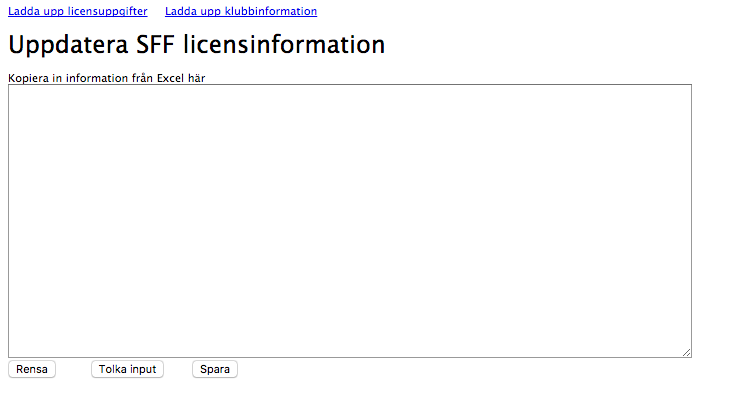 Ladda upp licensuppgifter Ladda upp klubbinformation
Uppdatera SFF licensinformation
Kopiera in information från Excel här
Rensa Tolka input Spara